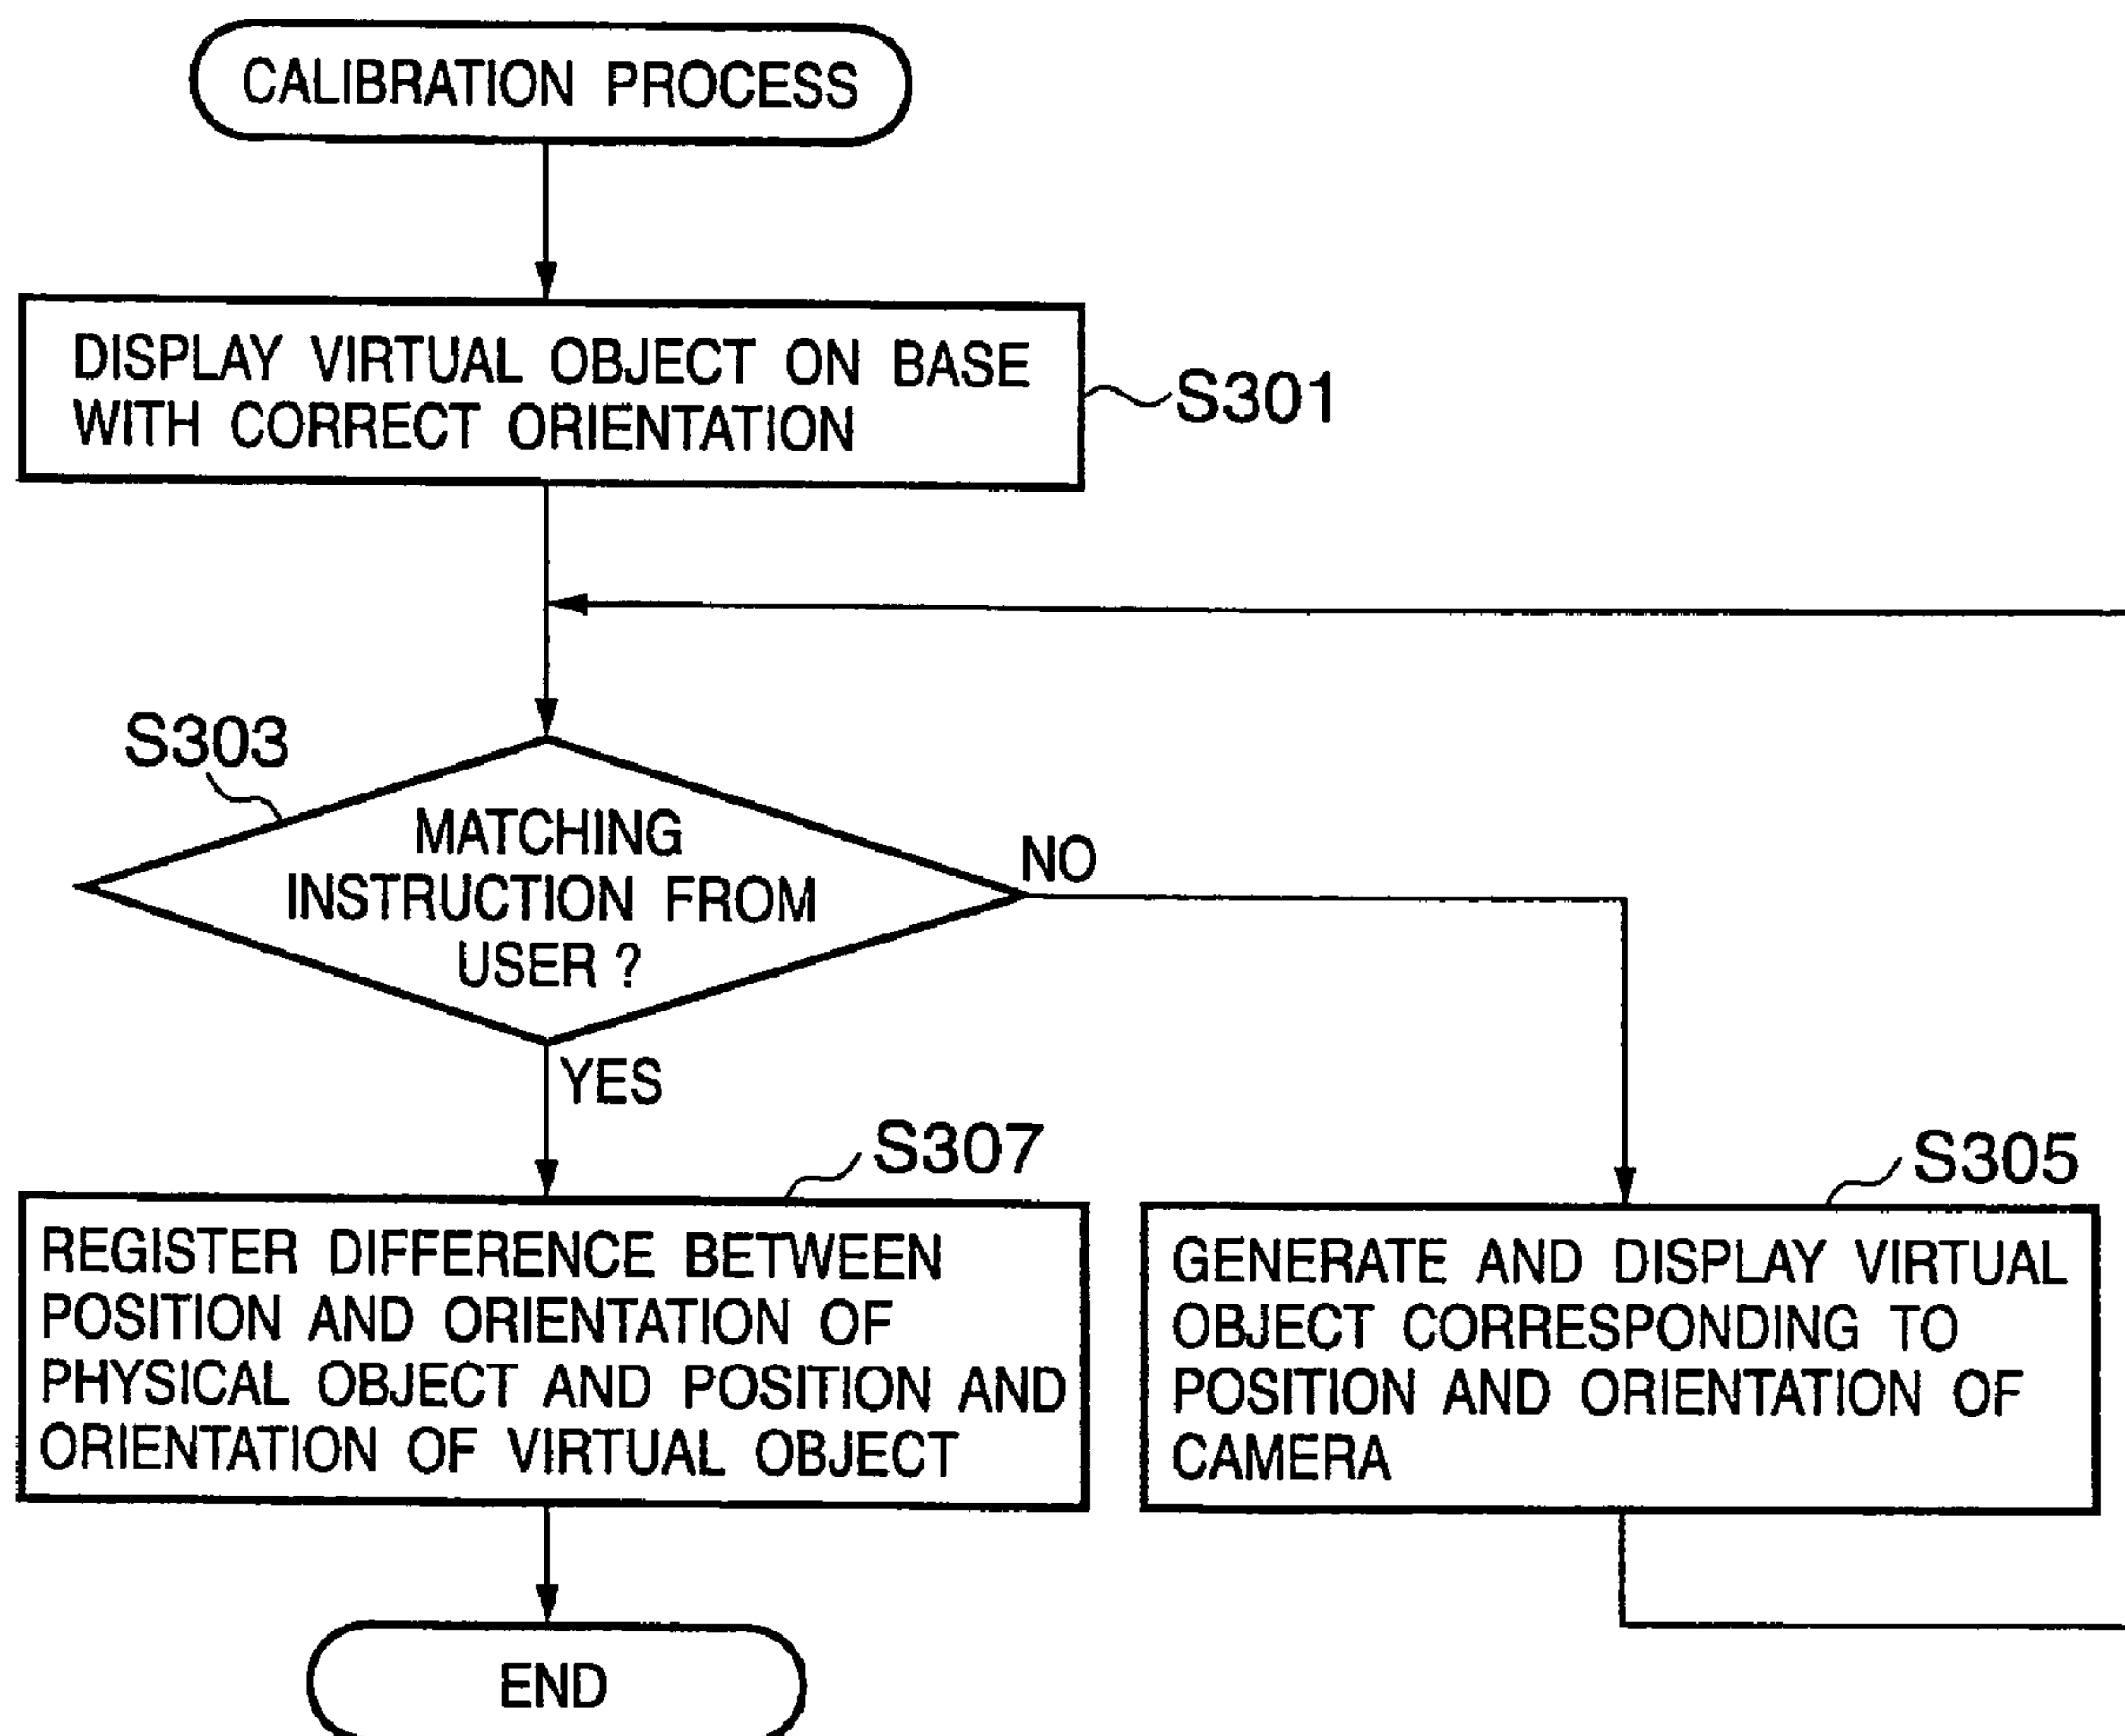 CALIBRATION PROCESS
DISPLAY VIRTUAL OBJECT ON BASE
WITH CORRECT ORIENTATION
S301
S303
MATCHING
INSTRUCTION FROM
USER ?
NO
YES
S307
REGISTER DIFFERENCE BETWEEN
POSITION AND ORIENTATION OF
PHYSICAL OBJECT AND POSITION AND
ORIENTATION OF VIRTUAL OBJECT
S305
GENERATE AND DISPLAY VIRTUAL
OBJECT CORRESPONDING TO
POSITION AND ORIENTATION OF
CAMERA
END